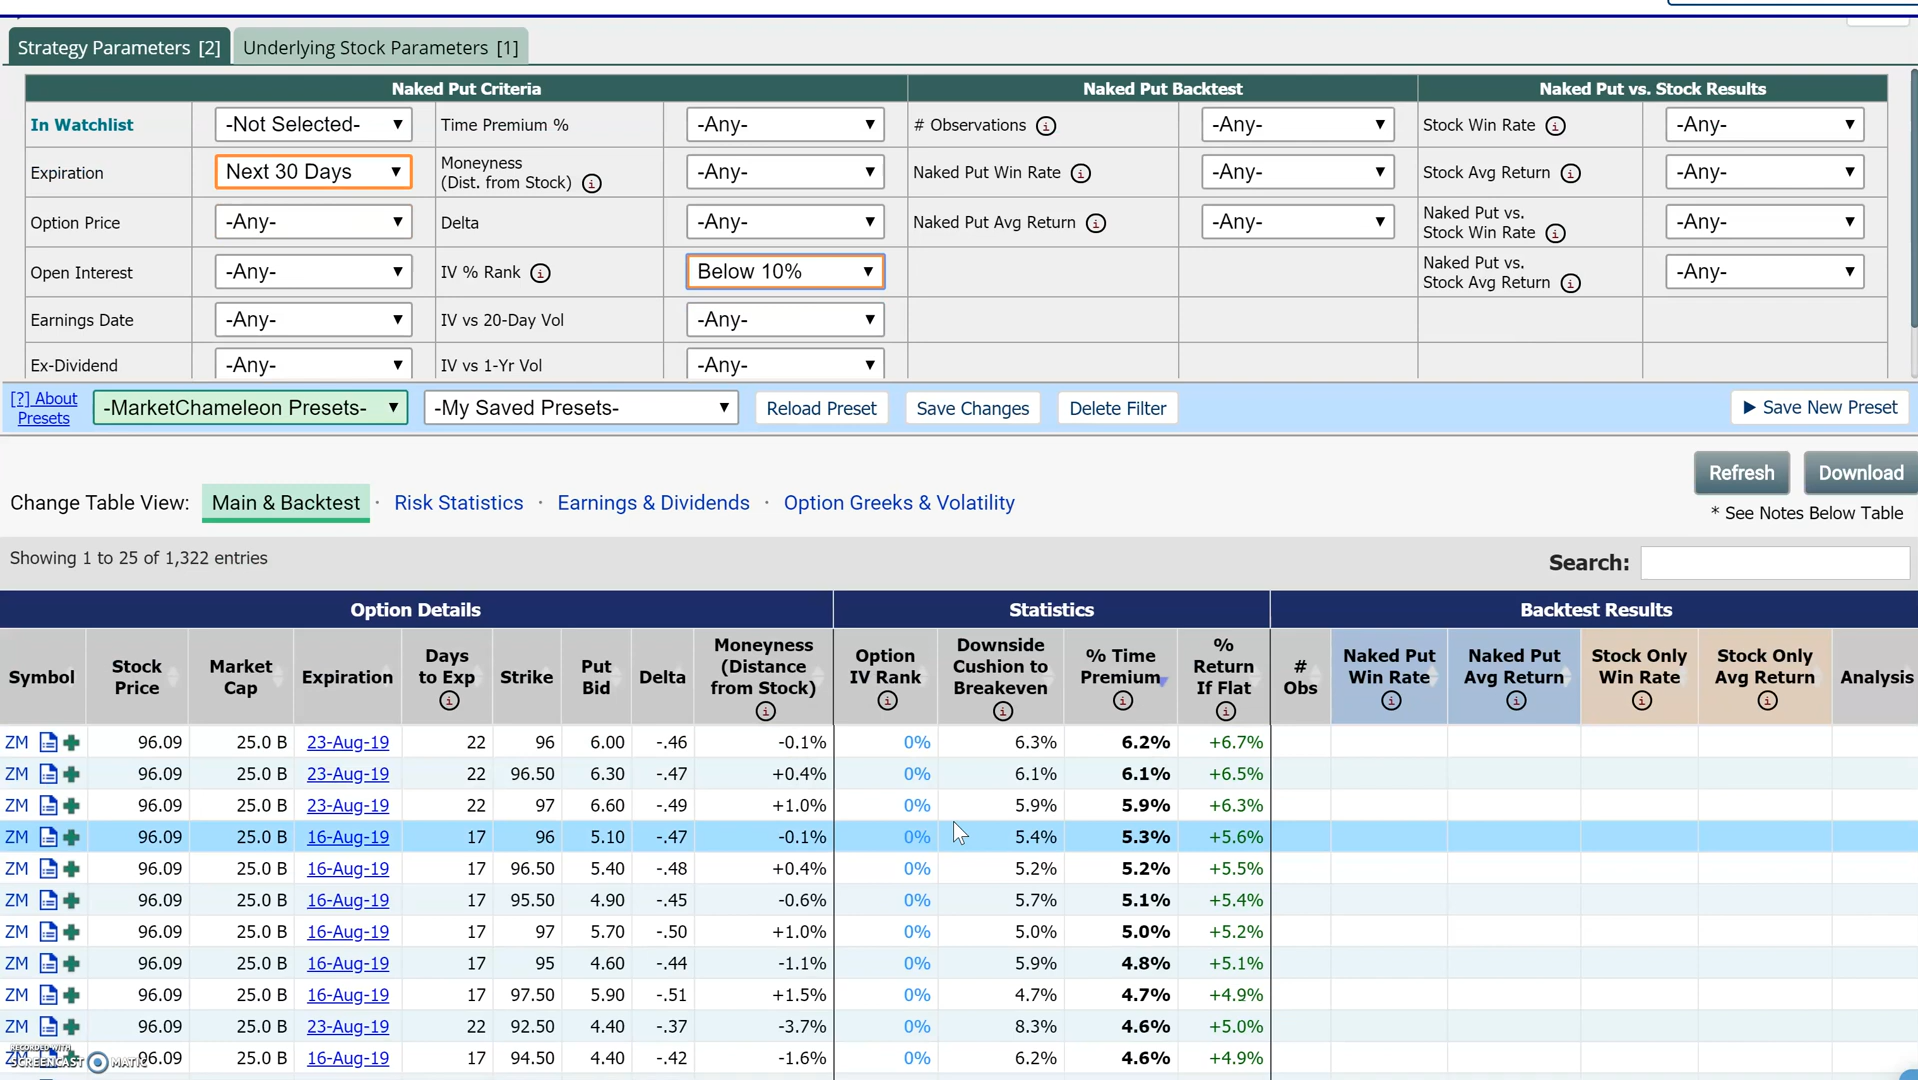 Strategy Parameters [2] Underlying Stock Parameters [1]
Naked Put Criteria Naked Put Backtest Naked Put vs. Stock Results
In Watchlist -Not Selected- Time Premium % -Any- # Observations -Any- Stock Win Rate -Any-
Expiration Next 30 Days Moneyness (Dist. from Stock) -Any- Naked Put Win Rate -Any- Stock Avg Return -Any-
Option Price -Any- Delta -Any- Naked Put Avg Return -Any- Naked Put vs. Stock Win Rate -Any-
Open Interest -Any- IV % Rank Below 10% Naked Put vs. Stock Avg Return -Any-
Earnings Date -Any- IV vs 20-Day Vol -Any-
Ex-Dividend -Any- IV vs 1-Yr Vol -Any-
[?] About Presets -MarketChameleon Presets- -My Saved Presets- Reload Preset Save Changes Delete Filter Save New Preset
Refresh Download
Change Table View: Main & Backtest · Risk Statistics · Earnings & Dividends · Option Greeks & Volatility
* See Notes Below Table
Showing 1 to 25 of 1,322 entries Search:
Option Details Statistics Backtest Results
Symbol Stock Price Market Cap Expiration Days to Exp Strike Put Bid Delta Moneyness (Distance from Stock) Option IV Rank Downside Cushion to Breakeven % Time Premium % Return If Flat # Obs Naked Put Win Rate Naked Put Avg Return Stock Only Win Rate Stock Only Avg Return Analysis
ZM 96.09 25.0 B 23-Aug-19 22 96 6.00 -.46 -0.1% 0% 6.3% 6.2% +6.7%
ZM 96.09 25.0 B 23-Aug-19 22 96.50 6.30 -.47 +0.4% 0% 6.1% 6.1% +6.5%
ZM 96.09 25.0 B 23-Aug-19 22 97 6.60 -.49 +1.0% 0% 5.9% 5.9% +6.3%
ZM 96.09 25.0 B 16-Aug-19 17 96 5.10 -.47 -0.1% 0% 5.4% 5.3% +5.6%
ZM 96.09 25.0 B 16-Aug-19 17 96.50 5.40 -.48 +0.4% 0% 5.2% 5.2% +5.5%
ZM 96.09 25.0 B 16-Aug-19 17 95.50 4.90 -.45 -0.6% 0% 5.7% 5.1% +5.4%
ZM 96.09 25.0 B 16-Aug-19 17 97 5.70 -.50 +1.0% 0% 5.0% 5.0% +5.2%
ZM 96.09 25.0 B 16-Aug-19 17 95 4.60 -.44 -1.1% 0% 5.9% 4.8% +5.1%
ZM 96.09 25.0 B 16-Aug-19 17 97.50 5.90 -.51 +1.5% 0% 4.7% 4.7% +4.9%
ZM 96.09 25.0 B 23-Aug-19 22 92.50 4.40 -.37 -3.7% 0% 8.3% 4.6% +5.0%
ZM 96.09 25.0 B 16-Aug-19 17 94.50 4.40 -.42 -1.6% 0% 6.2% 4.6% +4.9%
RECORDED WITH
SCREENCAST MATIC